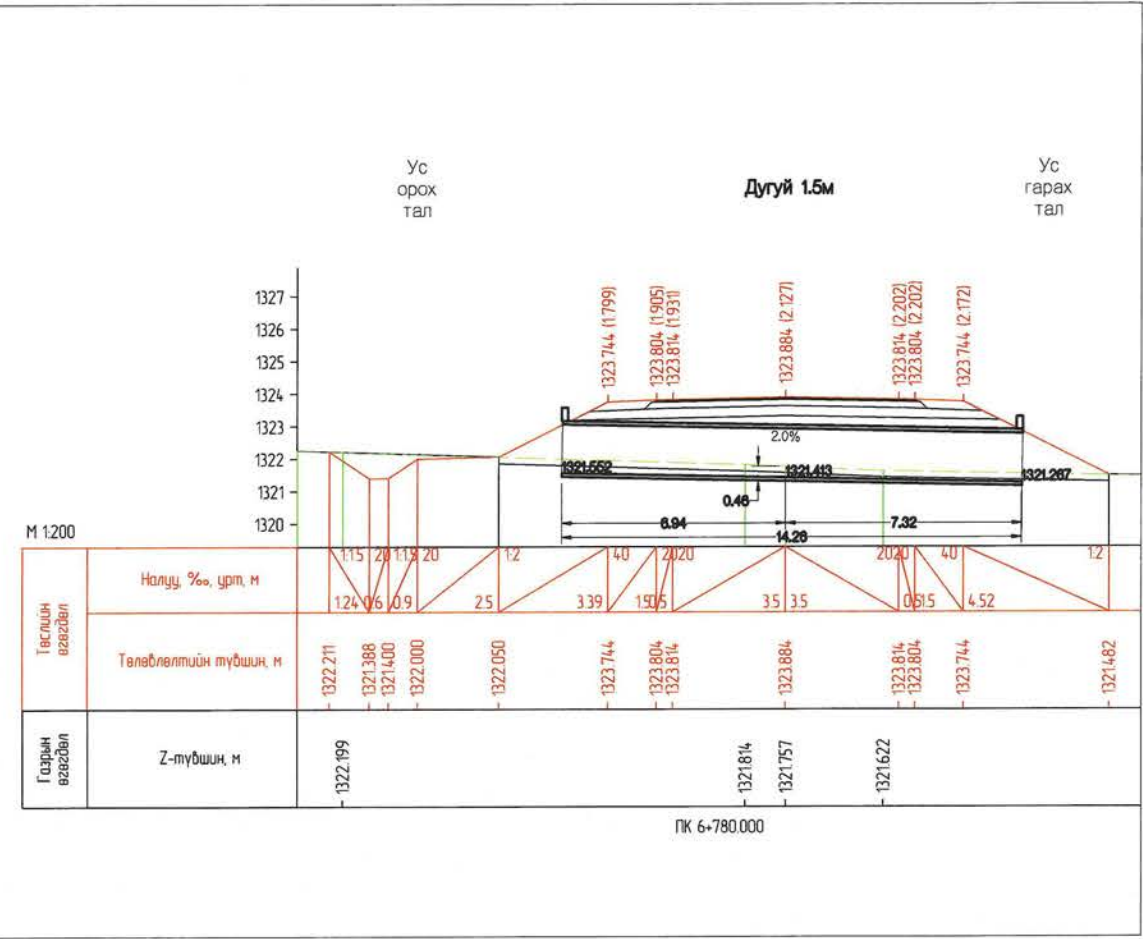 Ус
орох
тал
Дугуй 1.5м
Ус
гарах
тал
1327
1326
1325
1324
1323
1322
1321
1320
1323.744 (1.799)
1323.804 (1.905)
1323.814 (1.931)
1323.884 (2.127)
1323.814 (2.202)
1323.804 (2.202)
1323.744 (2.172)
2.0%
1321.552
1321.413
1321.267
0.46
6.94
7.32
14.26
М 1:200
Төслийн өгөгдөл
Налуу, ‰, урт, м
1:1.5 20 1:1.5 20 1:2 40 20 20 20 20 40 1:2
1.24 0.6 0.9 2.5 3.39 1.5 0.5 3.5 3.5 0.5 1.5 4.52
Төлөвлөлтийн түвшин, м
1322.211
1321.388
1321.400
1322.000
1322.050
1323.744
1323.804
1323.814
1323.884
1323.814
1323.804
1323.744
1321.482
Газрын өгөгдөл
Z-түвшин, м
1322.199
1321.814
1321.757
1321.622
ПК 6+780.000